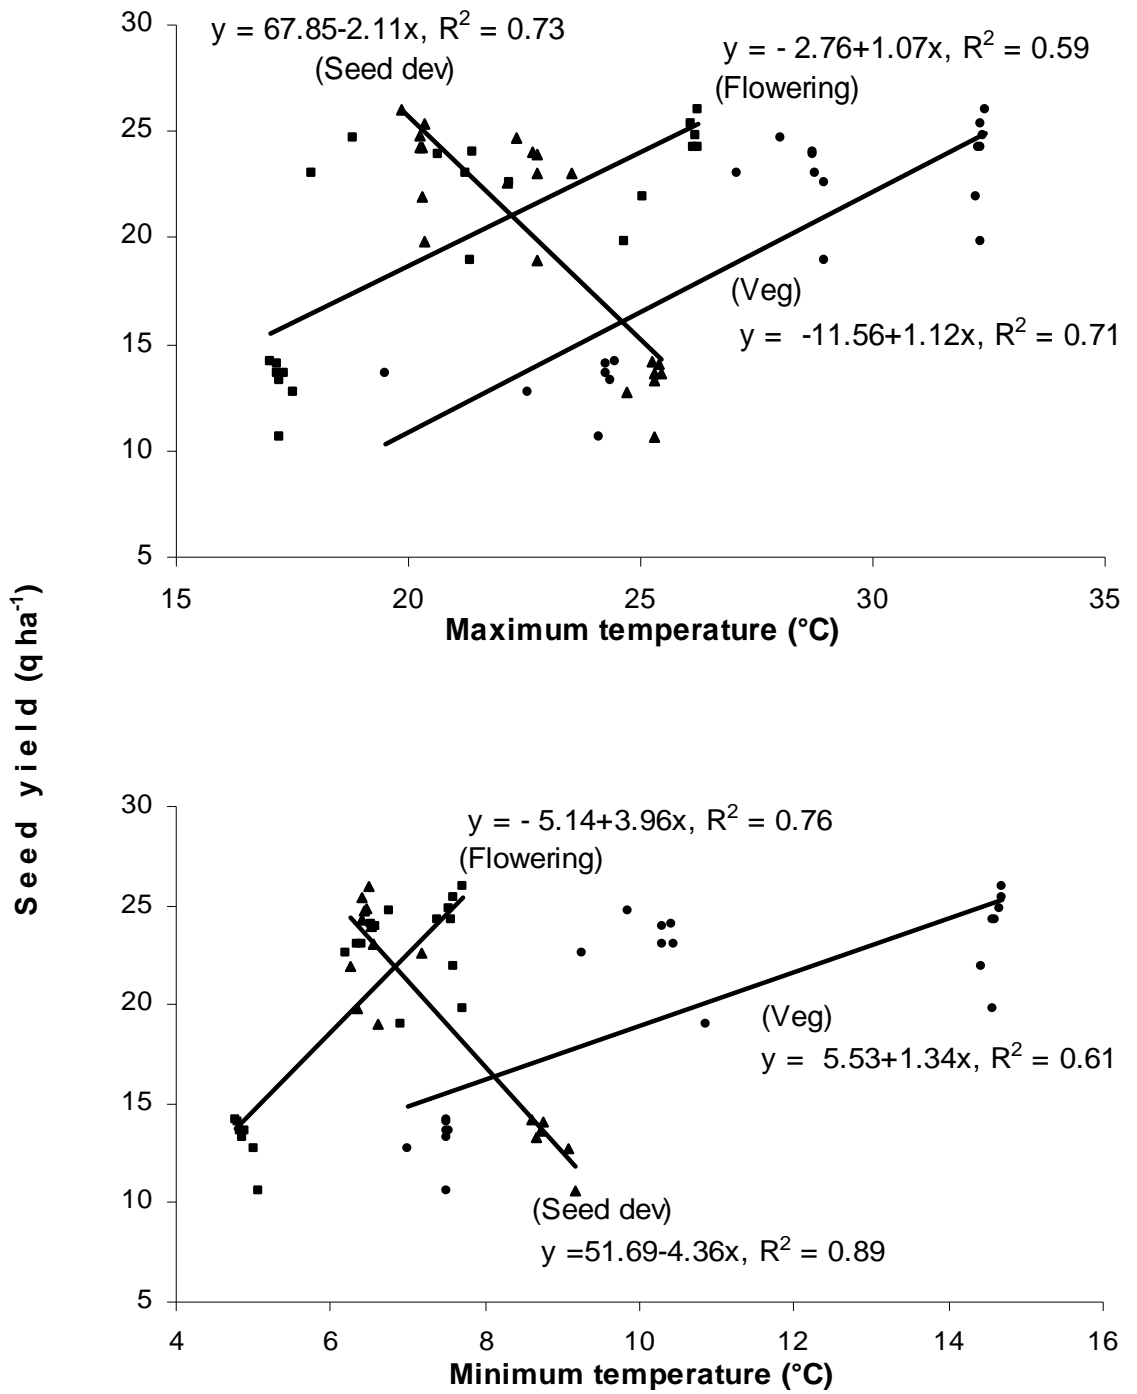 30
y = 67.85-2.11x, R² = 0.73
(Seed dev)
y = - 2.76+1.07x, R² = 0.59
(Flowering)
25
20
(Veg)
y = -11.56+1.12x, R² = 0.71
15
10
5
15 20 25 30 35
Maximum temperature (°C)
Seed yield (q ha⁻¹)
30
y = - 5.14+3.96x, R² = 0.76
(Flowering)
25
20
(Veg)
y = 5.53+1.34x, R² = 0.61
15
10
(Seed dev)
y =51.69-4.36x, R² = 0.89
5
4 6 8 10 12 14 16
Minimum temperature (°C)